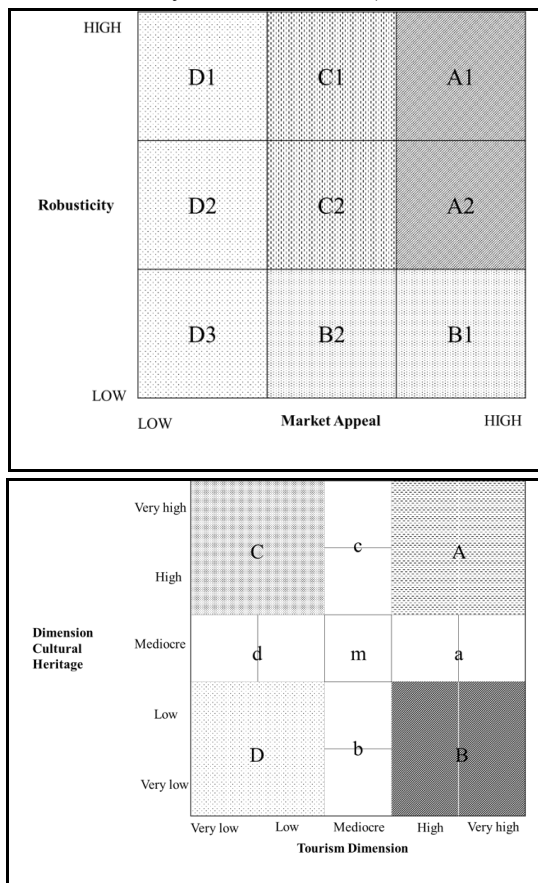 HIGH
D1 C1 A1
Robusticity D2 C2 A2
D3 B2 B1
LOW
LOW Market Appeal HIGH
Very high
C c A
High
Dimension
Cultural
Heritage
Mediocre
d m a
Low
D b B
Very low
Very low Low Mediocre High Very high
Tourism Dimension